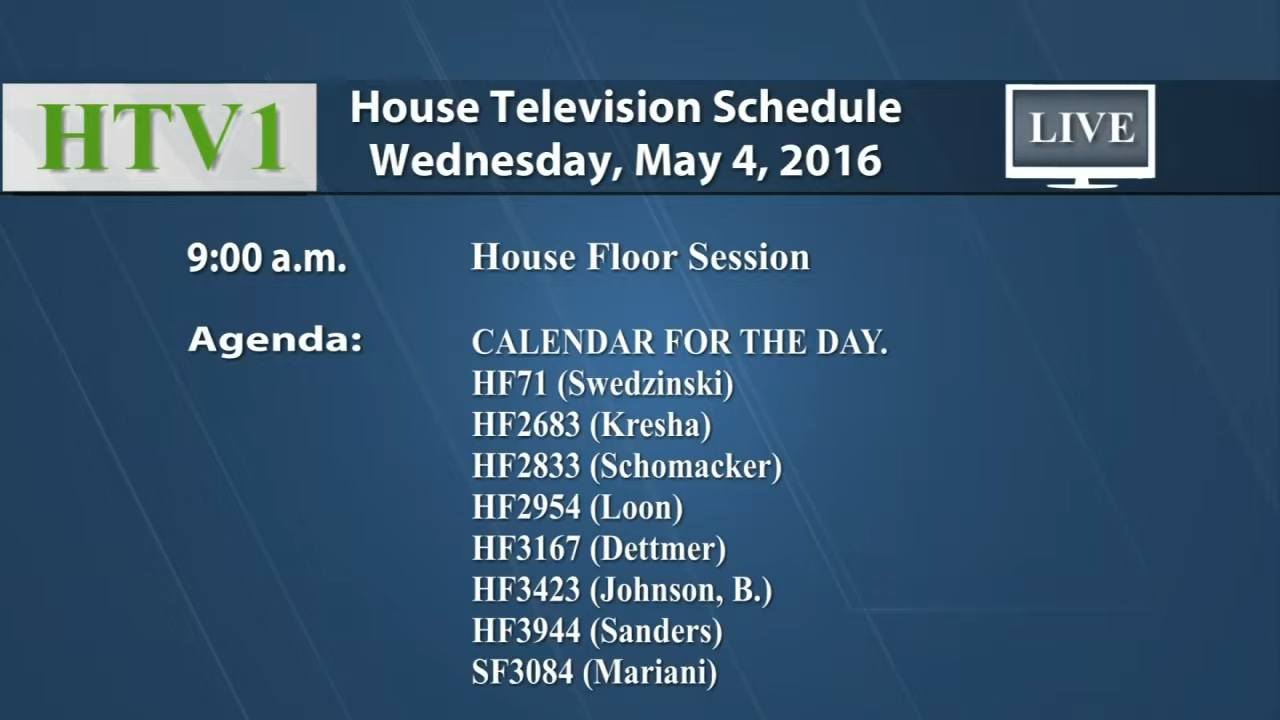 HTV1
House Television Schedule
Wednesday, May 4, 2016
LIVE
9:00 a.m. House Floor Session
Agenda: CALENDAR FOR THE DAY.
HF71 (Swedzinski)
HF2683 (Kresha)
HF2833 (Schomacker)
HF2954 (Loon)
HF3167 (Dettmer)
HF3423 (Johnson, B.)
HF3944 (Sanders)
SF3084 (Mariani)